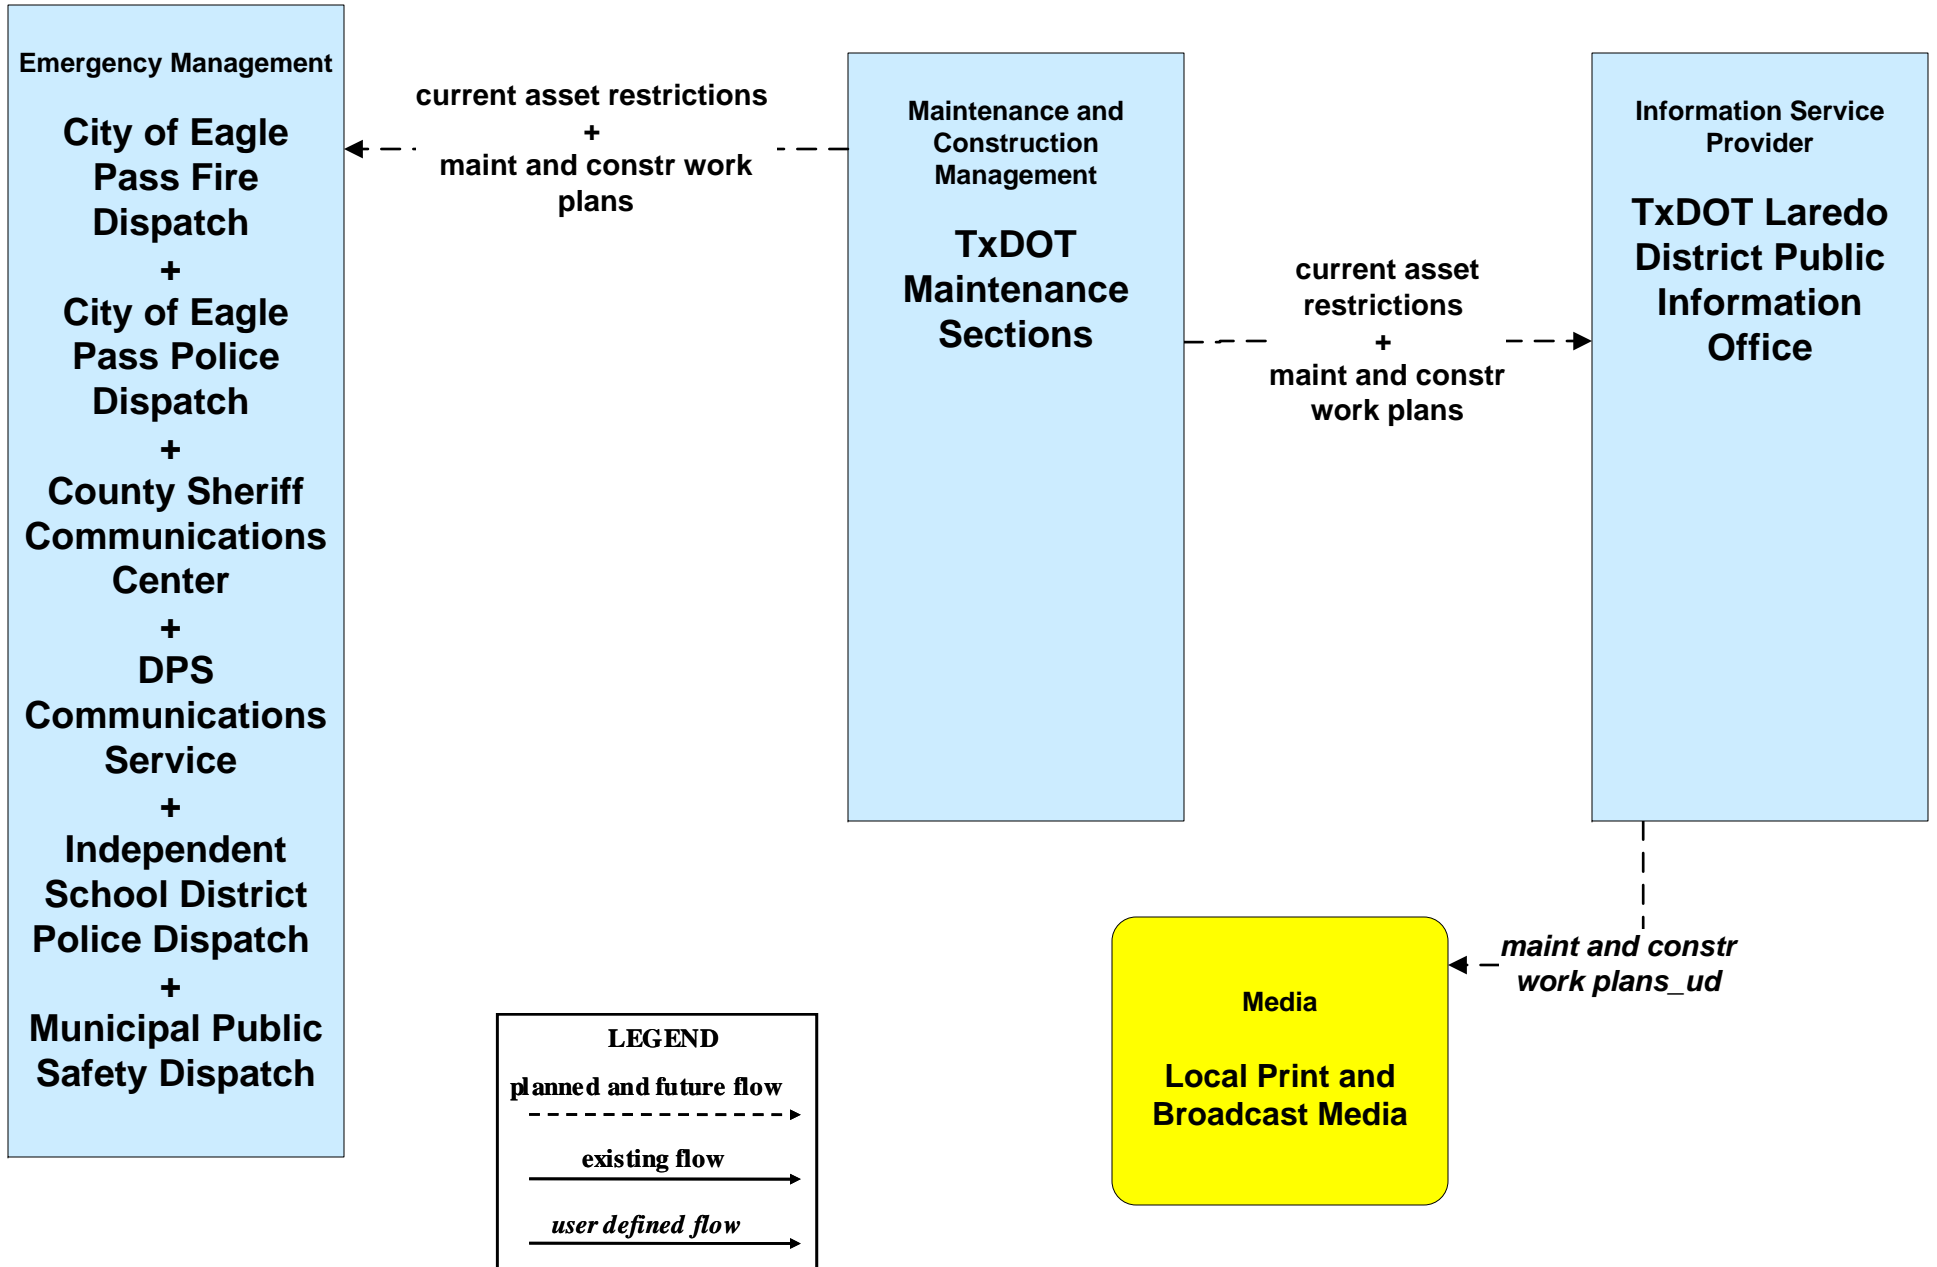 Emergency Management
City of Eagle
Pass Fire
Dispatch
+
City of Eagle
Pass Police
Dispatch
+
County Sheriff
Communications
Center
+
DPS
Communications
Service
+
Independent
School District
Police Dispatch
+
Municipal Public
Safety Dispatch
current asset restrictions
+
maint and constr work
plans
Maintenance and
Construction
Management
TxDOT
Maintenance
Sections
current asset
restrictions
+
maint and constr
work plans
Information Service
Provider
TxDOT Laredo
District Public
Information
Office
maint and constr
work plans_ud
Media
Local Print and
Broadcast Media
LEGEND
planned and future flow
existing flow
user defined flow